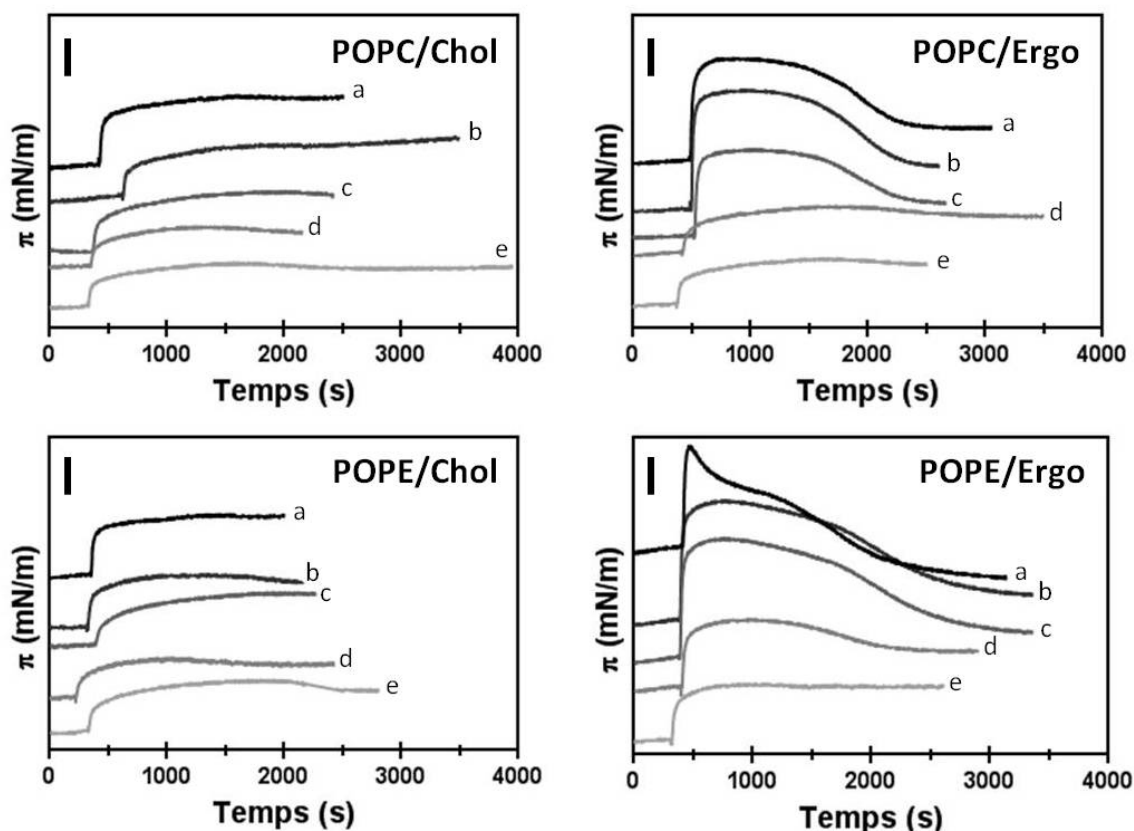 POPC/Chol
π (mN/m)
a
b
c
d
e
0 1000 2000 3000 4000
Temps (s)
POPC/Ergo
π (mN/m)
a
b
c
d
e
0 1000 2000 3000 4000
Temps (s)
POPE/Chol
π (mN/m)
a
b
c
d
e
0 1000 2000 3000 4000
Temps (s)
POPE/Ergo
π (mN/m)
a
b
c
d
e
0 1000 2000 3000 4000
Temps (s)